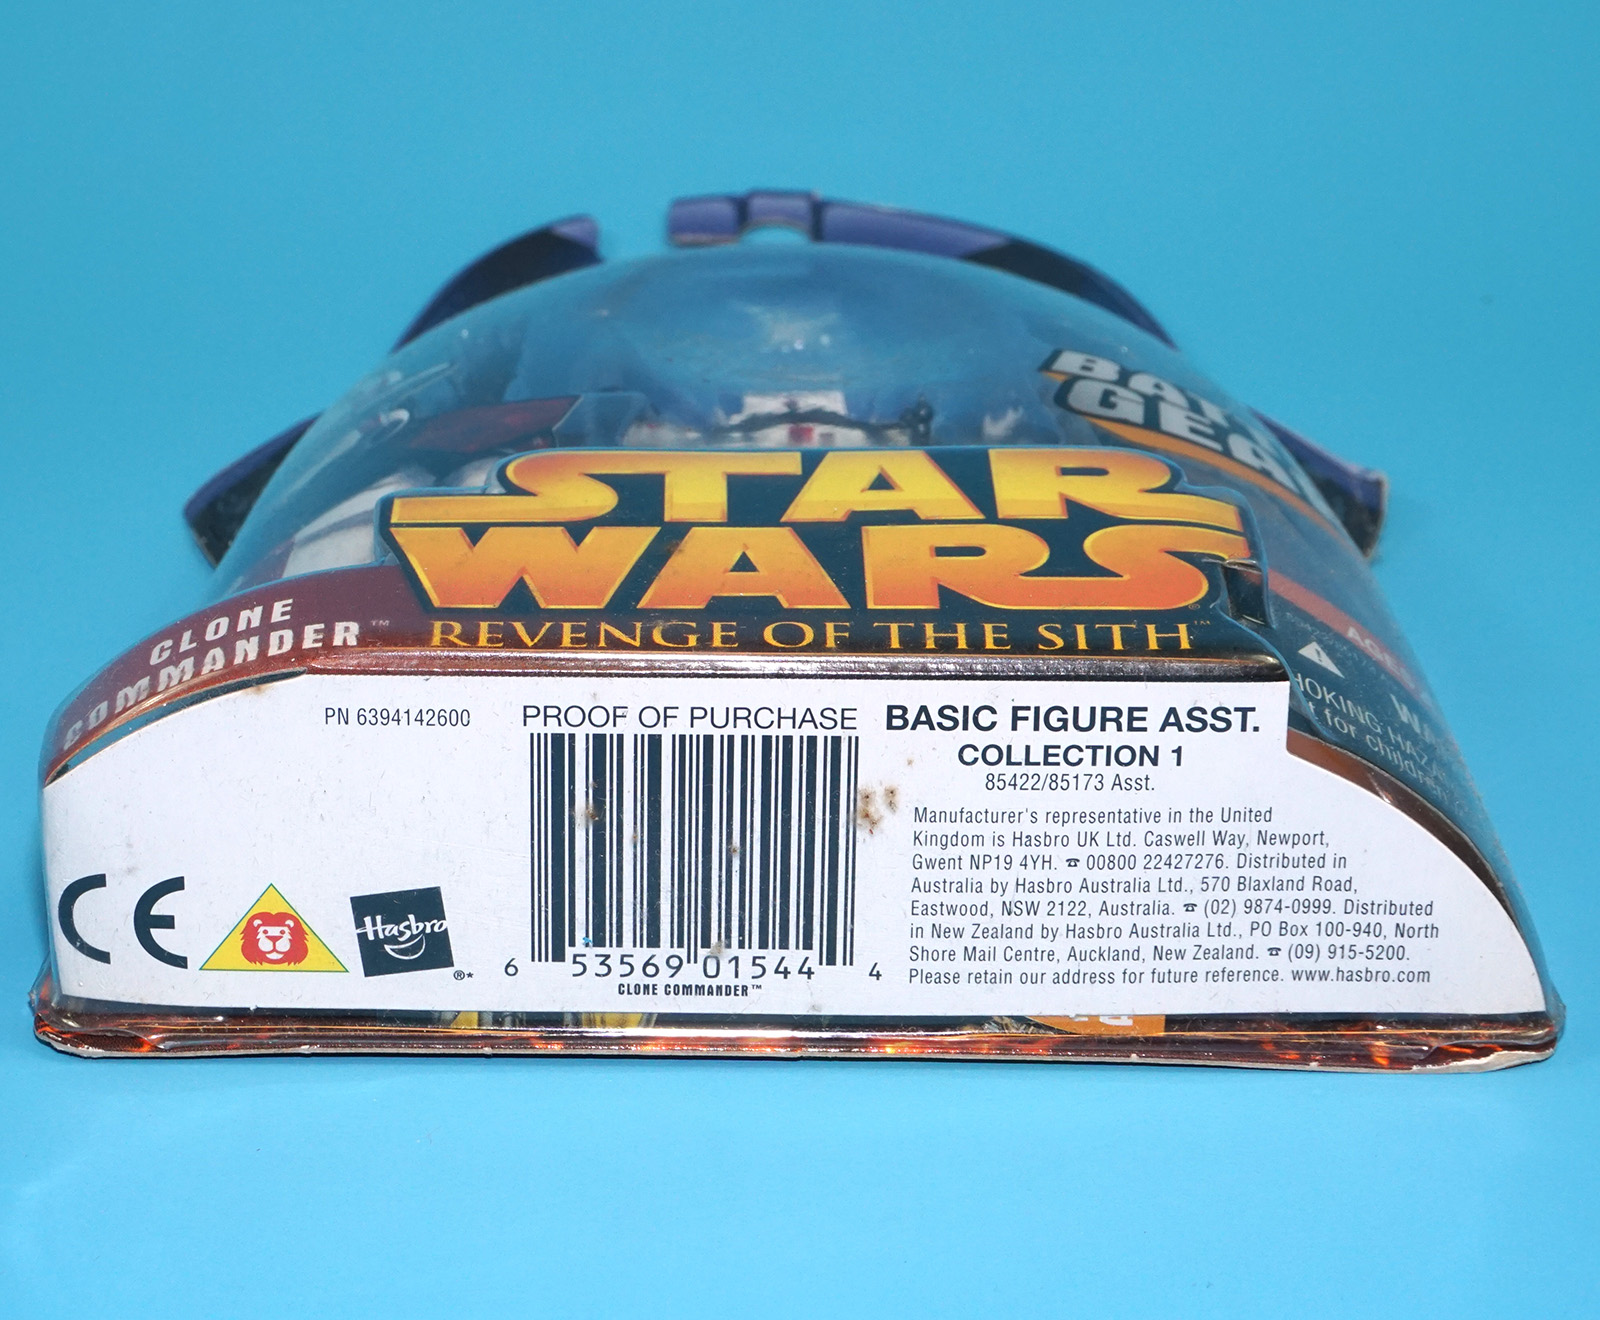 STAR
WARS
REVENGE OF THE SITH™
CLONE
COMMANDER™
AGE
HOKING HAZA
t for childre
PN 6394142600
PROOF OF PURCHASE
6 53569 01544 4
CLONE COMMANDER™
CE
Hasbro
®*
BASIC FIGURE ASST.
COLLECTION 1
85422/85173 Asst.
Manufacturer's representative in the United
Kingdom is Hasbro UK Ltd. Caswell Way, Newport,
Gwent NP19 4YH. ☎ 00800 22427276. Distributed in
Australia by Hasbro Australia Ltd., 570 Blaxland Road,
Eastwood, NSW 2122, Australia. ☎ (02) 9874-0999. Distributed
in New Zealand by Hasbro Australia Ltd., PO Box 100-940, North
Shore Mail Centre, Auckland, New Zealand. ☎ (09) 915-5200.
Please retain our address for future reference. www.hasbro.com